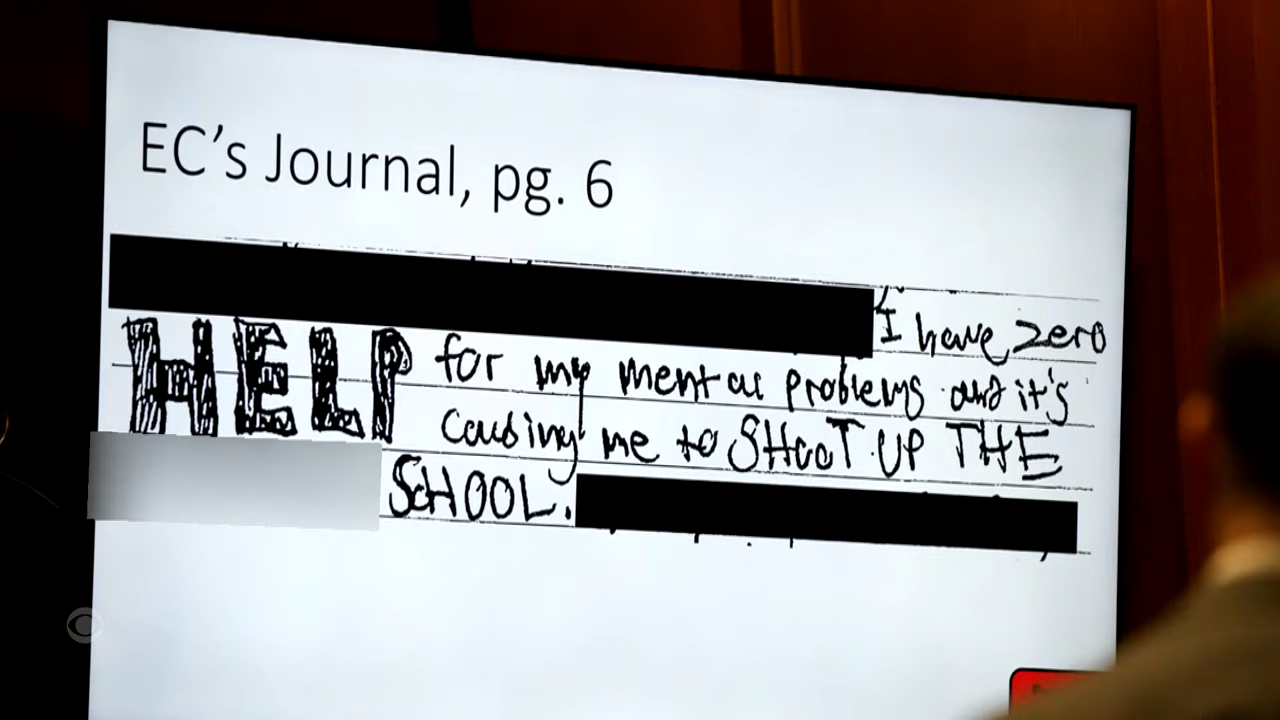 EC's Journal, pg. 6
I have zero
HELP for my mental problems and it's
causing me to SHOOT UP THE
SCHOOL.